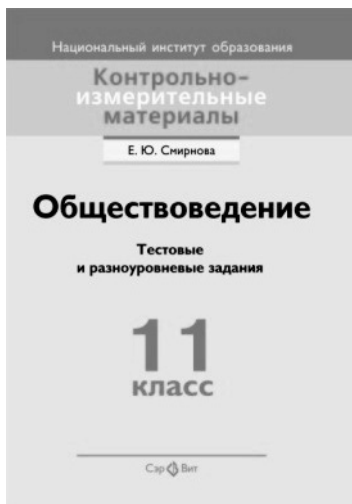 Национальный институт образования
Контрольно-
измерительные
материалы
Е. Ю. Смирнова
Обществоведение
Тестовые
и разноуровневые задания
11
класс
Сэр Вит